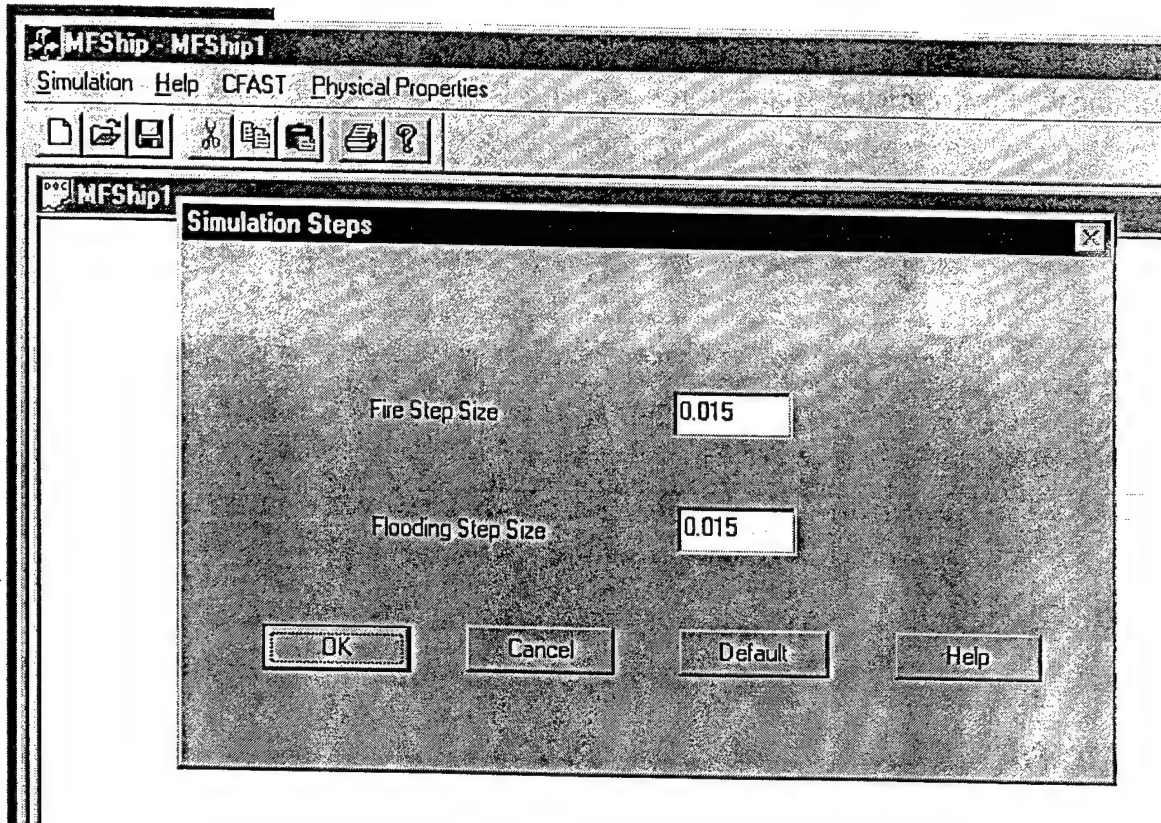 MFShip - MFShip1
Simulation Help CFAST Physical Properties
MFShip1
Simulation Steps
Fire Step Size 0.015
Flooding Step Size 0.015
OK Cancel Default Help